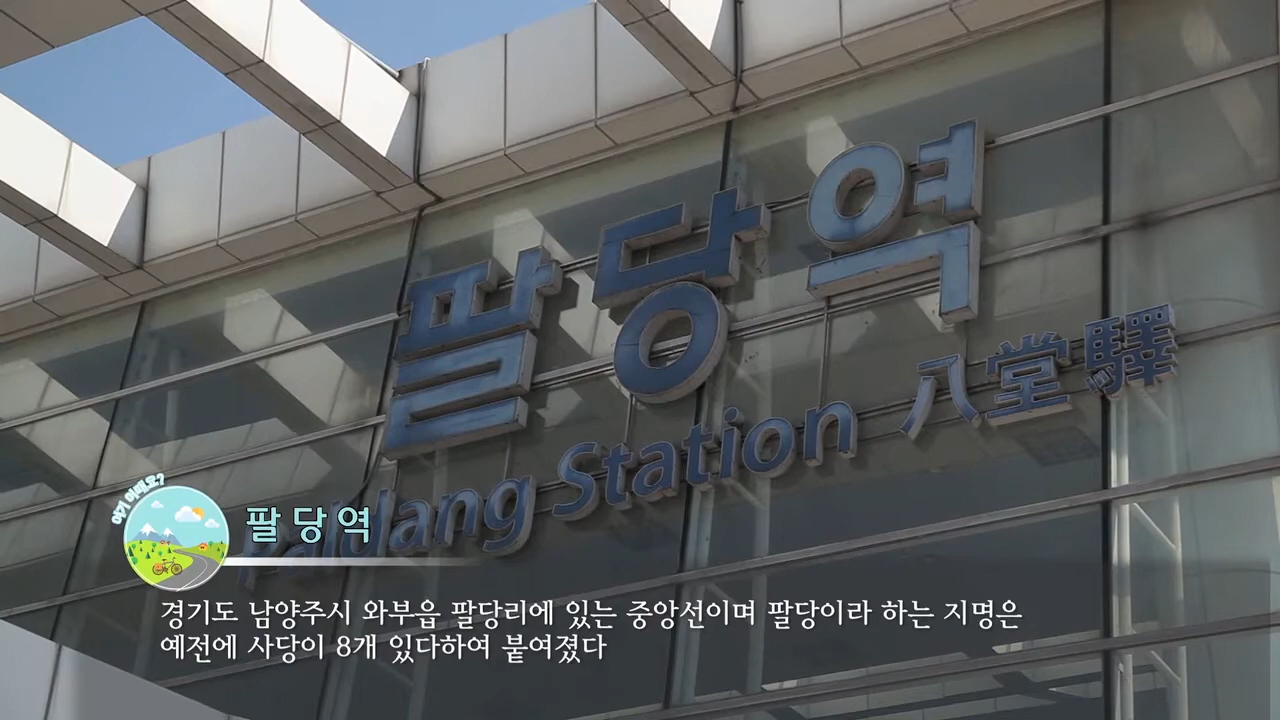 팔당역
Paldang Station 八堂驛
여기 어때요?
팔당역
경기도 남양주시 와부읍 팔당리에 있는 중앙선이며 팔당이라 하는 지명은
예전에 사당이 8개 있다하여 붙여졌다